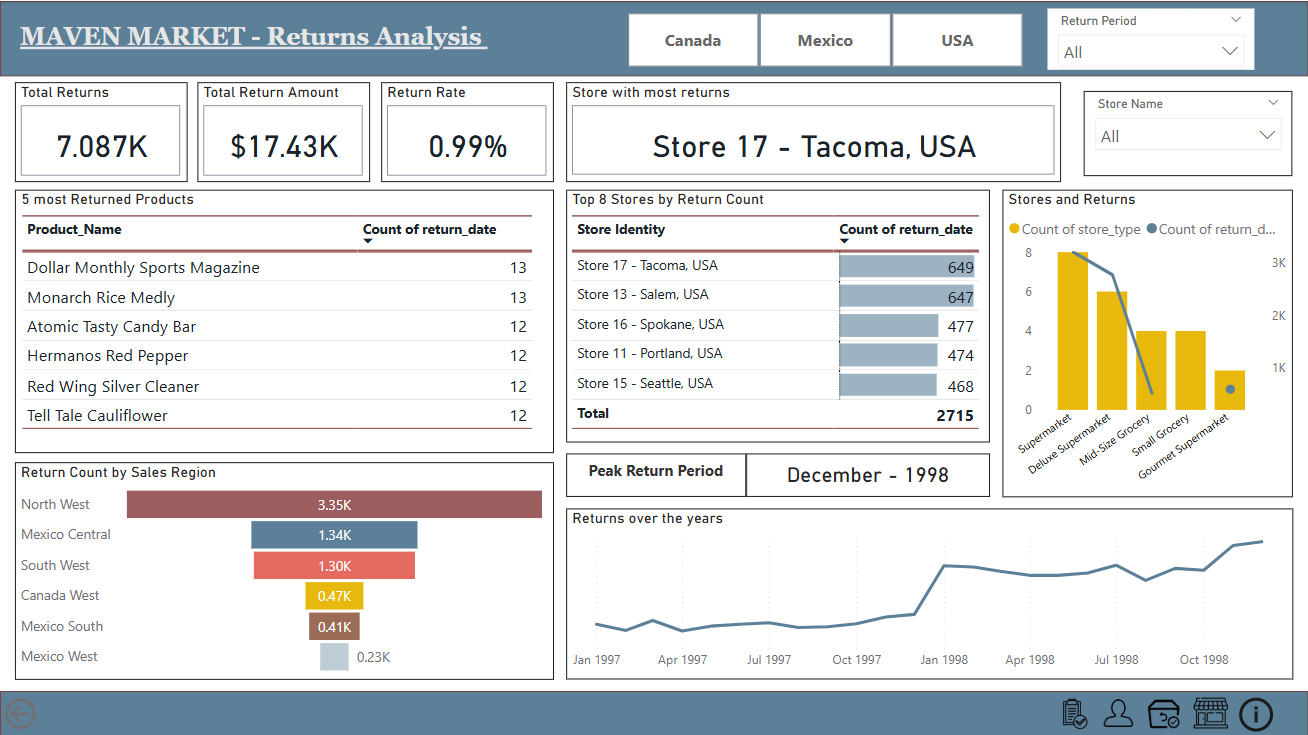 MAVEN MARKET - Returns Analysis
Canada
Mexico
USA
Return Period
All
Total Returns
7.087K
Total Return Amount
$17.43K
Return Rate
0.99%
Store with most returns
Store 17 - Tacoma, USA
Store Name
All
5 most Returned Products
Product_Name Count of return_date
Dollar Monthly Sports Magazine 13
Monarch Rice Medly 13
Atomic Tasty Candy Bar 12
Hermanos Red Pepper 12
Red Wing Silver Cleaner 12
Tell Tale Cauliflower 12
Top 8 Stores by Return Count
Store Identity Count of return_date
Store 17 - Tacoma, USA 649
Store 13 - Salem, USA 647
Store 16 - Spokane, USA 477
Store 11 - Portland, USA 474
Store 15 - Seattle, USA 468
Total 2715
Stores and Returns
Count of store_type Count of return_d...
8
6
4
2
0
3K
2K
1K
Supermarket
Deluxe Supermarket
Mid-Size Grocery
Small Grocery
Gourmet Supermarket
Return Count by Sales Region
North West 3.35K
Mexico Central 1.34K
South West 1.30K
Canada West 0.47K
Mexico South 0.41K
Mexico West 0.23K
Peak Return Period
December - 1998
Returns over the years
Jan 1997 Apr 1997 Jul 1997 Oct 1997 Jan 1998 Apr 1998 Jul 1998 Oct 1998